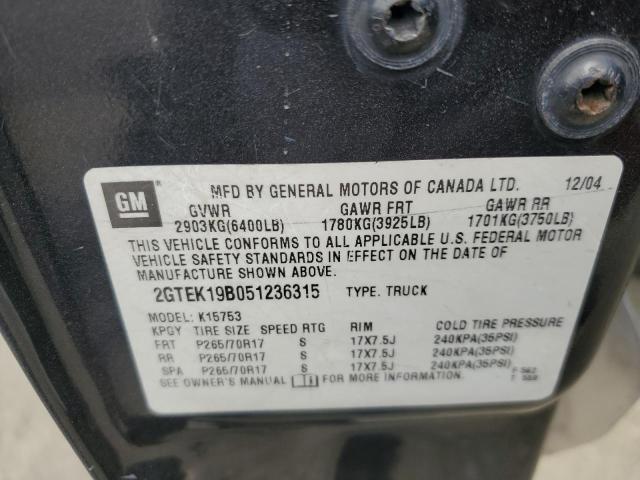 GM MFD BY GENERAL MOTORS OF CANADA LTD. 12/04
GVWR GAWR FRT GAWR RR
2903KG(6400LB) 1780KG(3925LB) 1701KG(3750LB)
THIS VEHICLE CONFORMS TO ALL APPLICABLE U.S. FEDERAL MOTOR
VEHICLE SAFETY STANDARDS IN EFFECT ON THE DATE OF
MANUFACTURE SHOWN ABOVE.
2GTEK19B051236315 TYPE: TRUCK
MODEL: K15753
KPGY TIRE SIZE SPEED RTG RIM COLD TIRE PRESSURE
FRT P265/70R17 S 17X7.5J 240KPA(35PSI)
RR P265/70R17 S 17X7.5J 240KPA(35PSI)
SPA P265/70R17 S 17X7.5J 240KPA(35PSI)
SEE OWNER'S MANUAL FOR MORE INFORMATION.